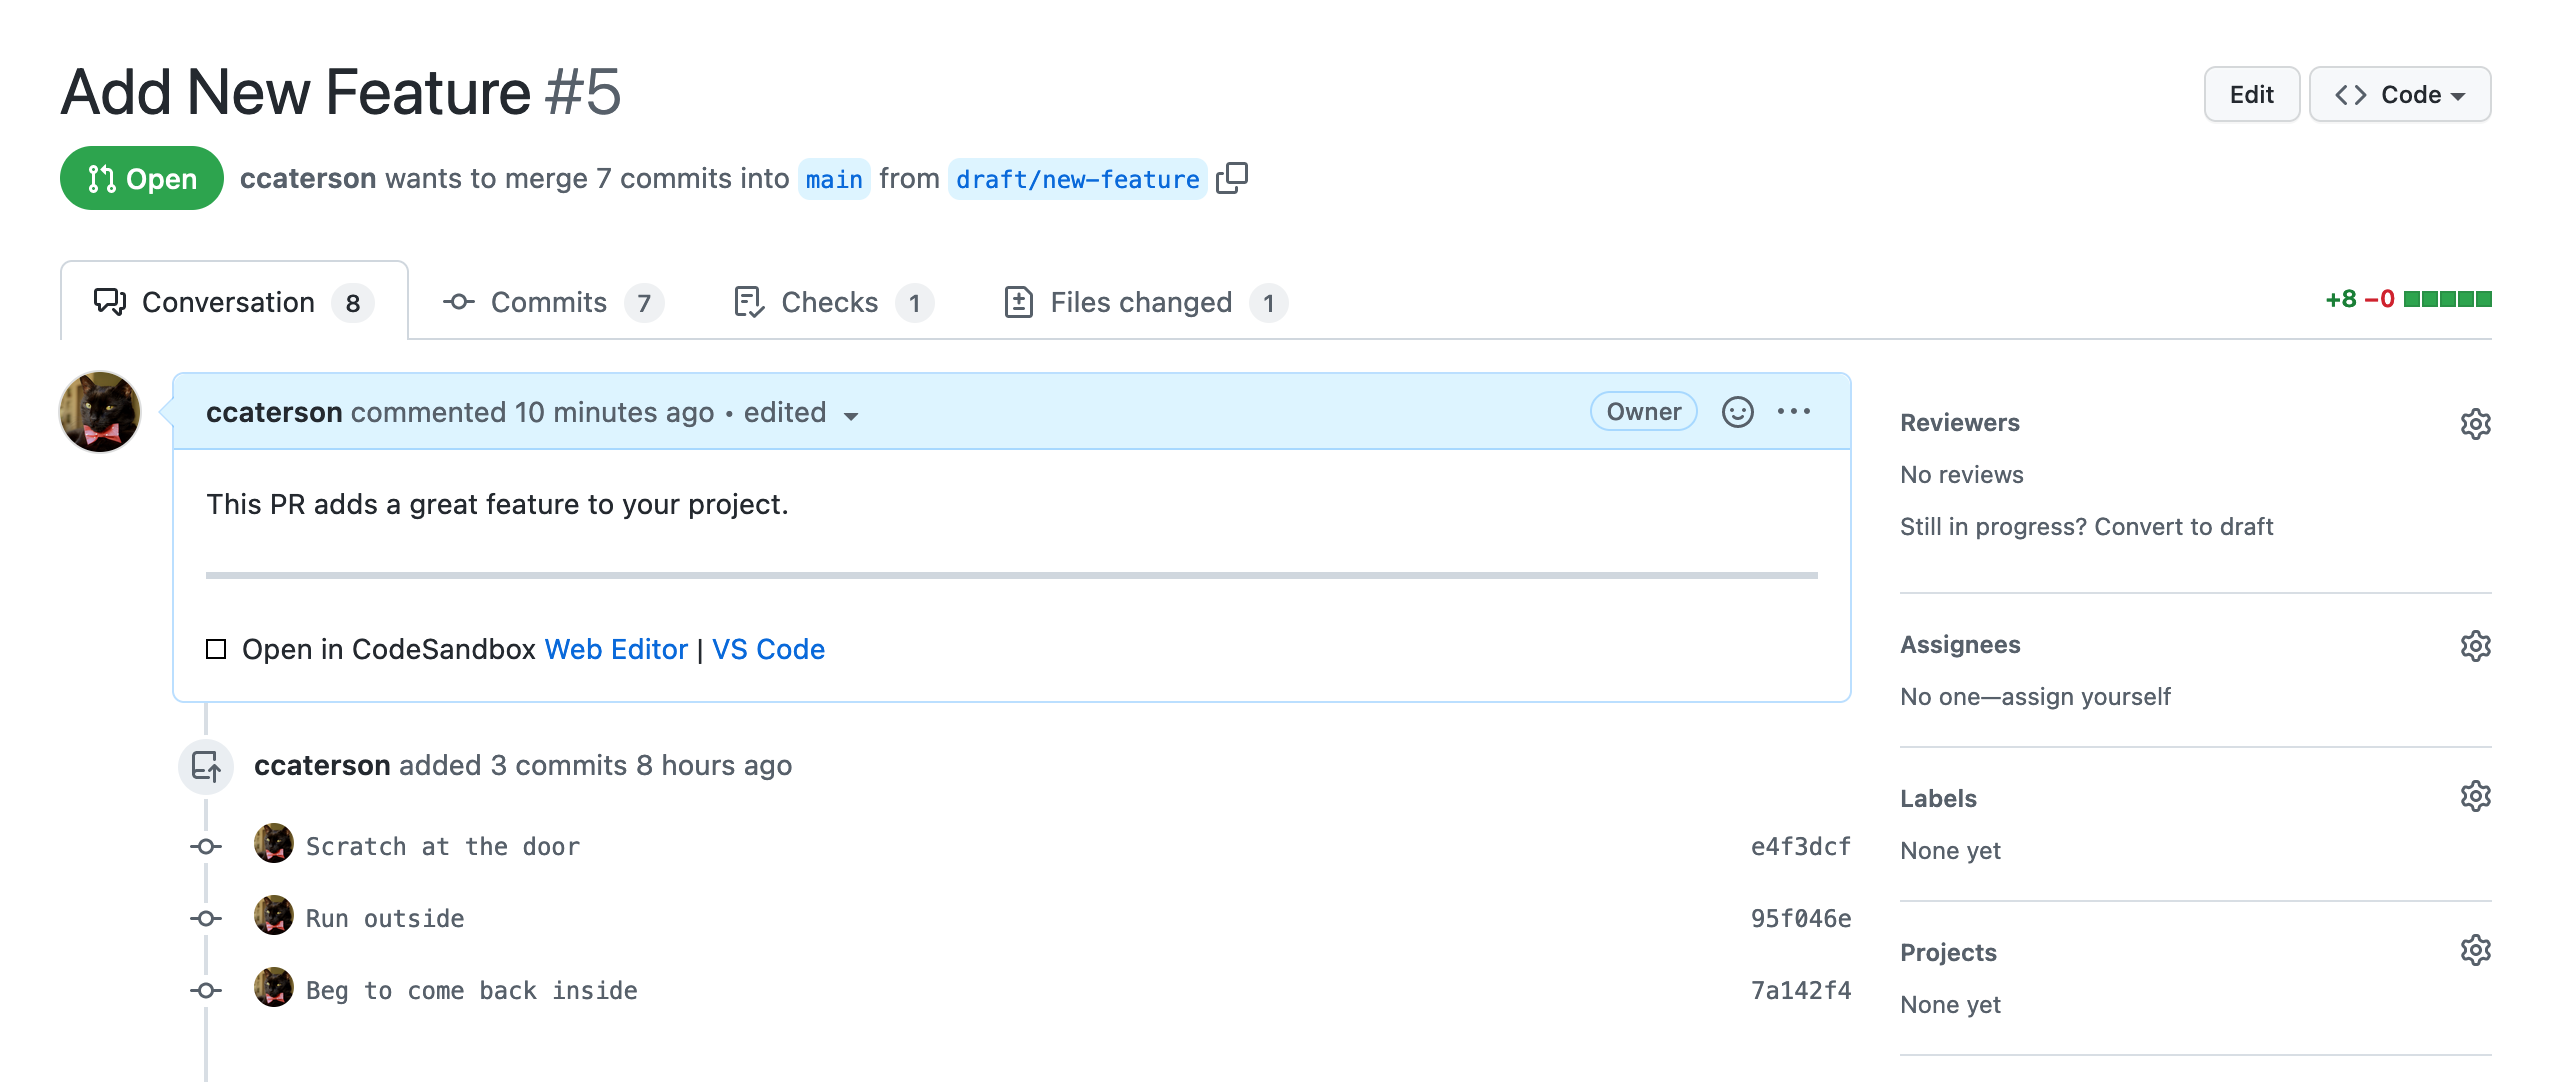 Add New Feature #5
Edit
Code
Open
ccaterson wants to merge 7 commits into main from draft/new-feature
Conversation 8
Commits 7
Checks 1
Files changed 1
+8 −0
ccaterson commented 10 minutes ago • edited
Owner
This PR adds a great feature to your project.
Open in CodeSandbox Web Editor | VS Code
ccaterson added 3 commits 8 hours ago
Scratch at the door e4f3dcf
Run outside 95f046e
Beg to come back inside 7a142f4
Reviewers
No reviews
Still in progress? Convert to draft
Assignees
No one—assign yourself
Labels
None yet
Projects
None yet